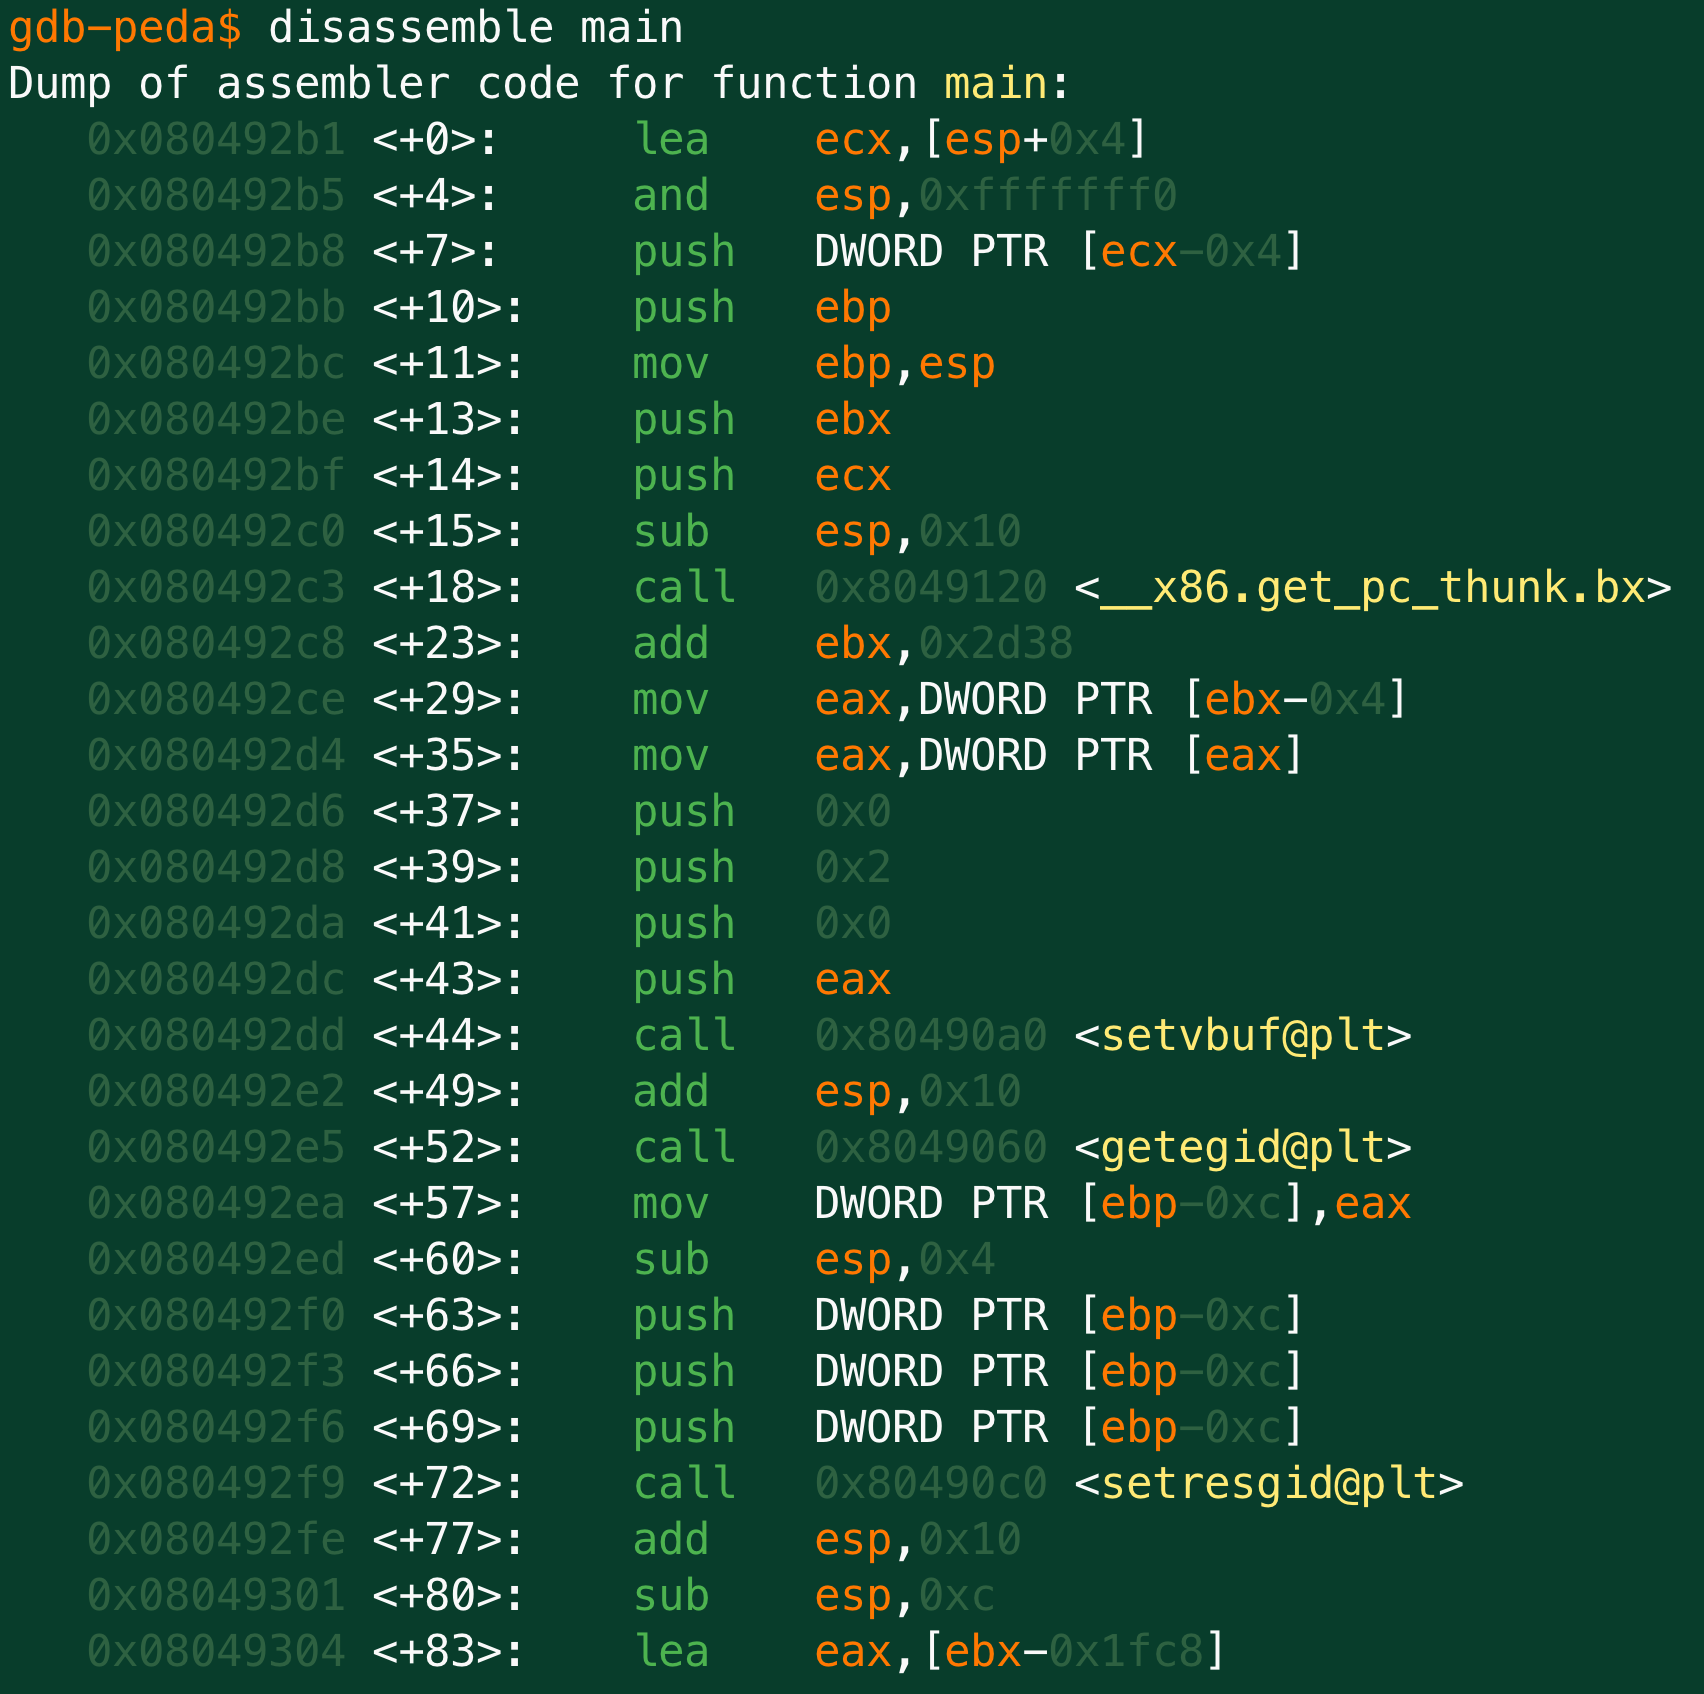 gdb-peda$ disassemble main
Dump of assembler code for function main:
0x080492b1 <+0>: lea ecx,[esp+0x4]
0x080492b5 <+4>: and esp,0xfffffff0
0x080492b8 <+7>: push DWORD PTR [ecx-0x4]
0x080492bb <+10>: push ebp
0x080492bc <+11>: mov ebp,esp
0x080492be <+13>: push ebx
0x080492bf <+14>: push ecx
0x080492c0 <+15>: sub esp,0x10
0x080492c3 <+18>: call 0x8049120 <__x86.get_pc_thunk.bx>
0x080492c8 <+23>: add ebx,0x2d38
0x080492ce <+29>: mov eax,DWORD PTR [ebx-0x4]
0x080492d4 <+35>: mov eax,DWORD PTR [eax]
0x080492d6 <+37>: push 0x0
0x080492d8 <+39>: push 0x2
0x080492da <+41>: push 0x0
0x080492dc <+43>: push eax
0x080492dd <+44>: call 0x80490a0 <setvbuf@plt>
0x080492e2 <+49>: add esp,0x10
0x080492e5 <+52>: call 0x8049060 <getegid@plt>
0x080492ea <+57>: mov DWORD PTR [ebp-0xc],eax
0x080492ed <+60>: sub esp,0x4
0x080492f0 <+63>: push DWORD PTR [ebp-0xc]
0x080492f3 <+66>: push DWORD PTR [ebp-0xc]
0x080492f6 <+69>: push DWORD PTR [ebp-0xc]
0x080492f9 <+72>: call 0x80490c0 <setresgid@plt>
0x080492fe <+77>: add esp,0x10
0x08049301 <+80>: sub esp,0xc
0x08049304 <+83>: lea eax,[ebx-0x1fc8]